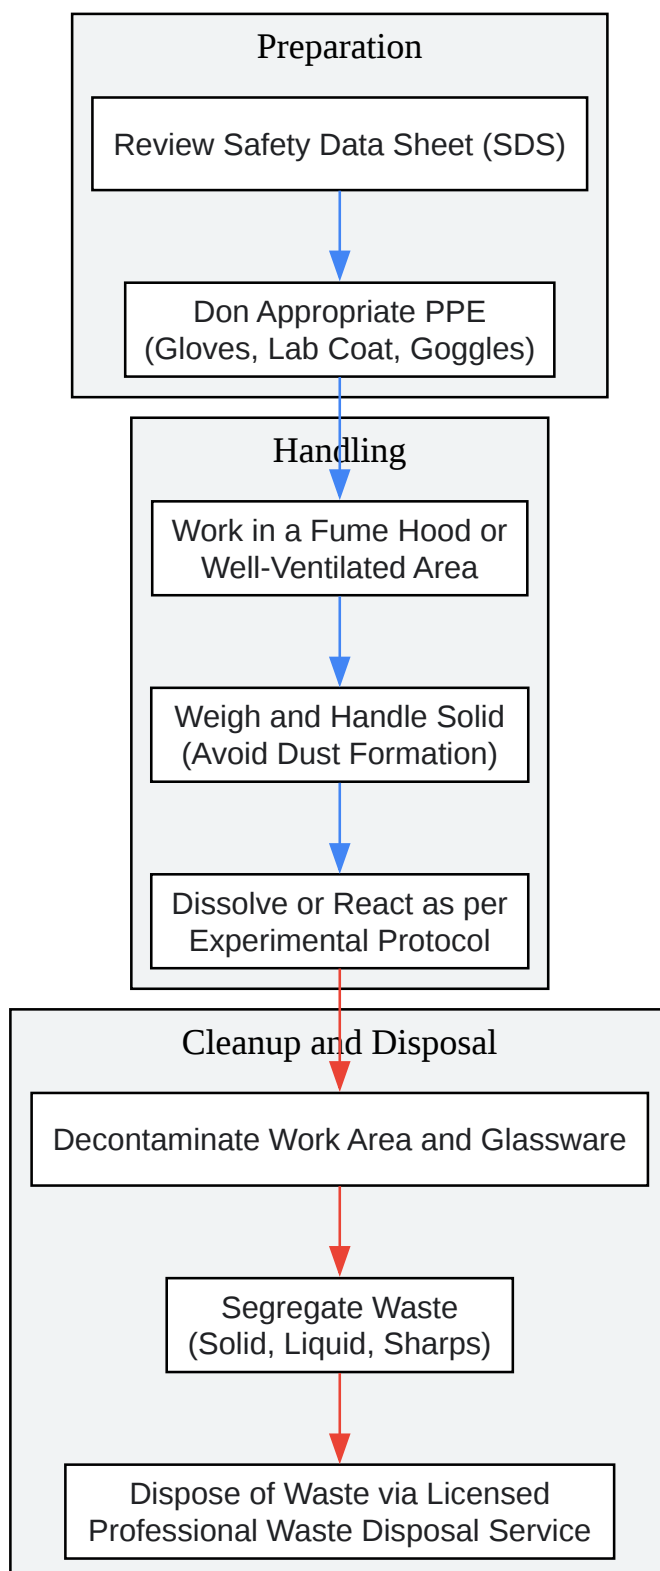 Preparation
Review Safety Data Sheet (SDS)
Don Appropriate PPE
(Gloves, Lab Coat, Goggles)
Handling
Work in a Fume Hood or
Well-Ventilated Area
Weigh and Handle Solid
(Avoid Dust Formation)
Dissolve or React as per
Experimental Protocol
Cleanup and Disposal
Decontaminate Work Area and Glassware
Segregate Waste
(Solid, Liquid, Sharps)
Dispose of Waste via Licensed
Professional Waste Disposal Service